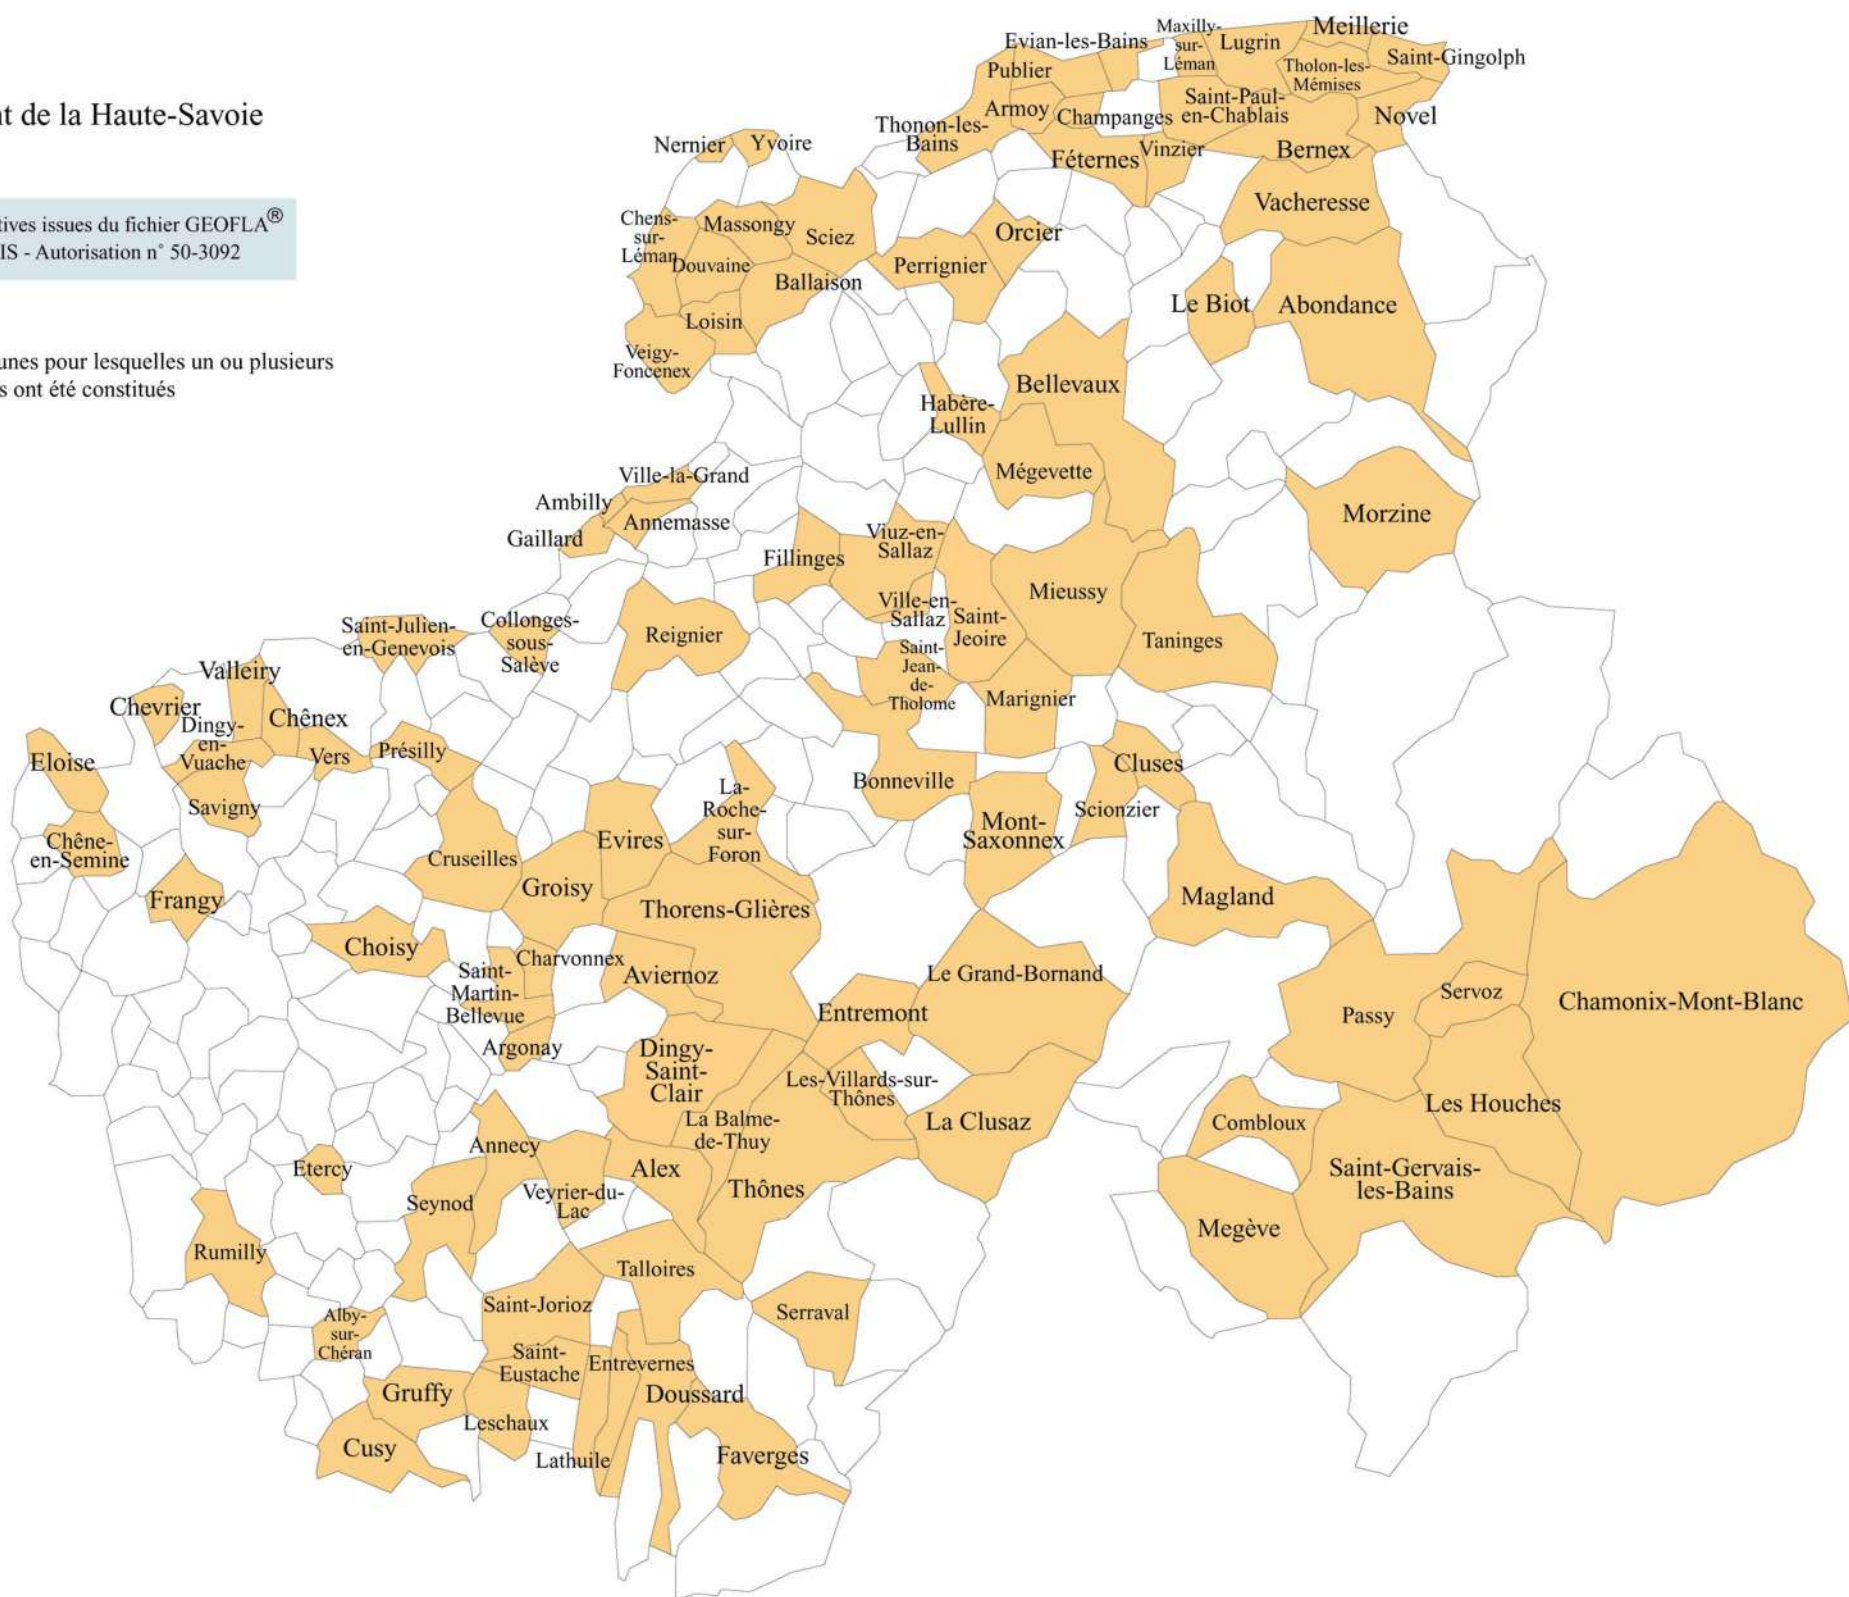 nt de la Haute-Savoie
tives issues du fichier GEOFLA®
IS - Autorisation n° 50-3092
unes pour lesquelles un ou plusieurs
s ont été constitués
Evian-les-Bains
Maxilly-
sur-
Léman
Lugrin
Meillerie
Saint-Gingolph
Publier
Tholon-les-
Mémises
Armoy
Champanges
Saint-Paul-
en-Chablais
Novel
Thonon-les-
Bains
Nernier
Yvoire
Féternes
Vinzier
Bernex
Vacheresse
Chens-
sur-
Léman
Massongy
Sciez
Orcier
Douvaine
Ballaison
Perrignier
Le Biot
Abondance
Loisin
Veigy-
Foncenex
Bellevaux
Habère-
Lullin
Mégevette
Ville-la-Grand
Ambilly
Annemasse
Gaillard
Morzine
Viuz-en-
Sallaz
Fillinges
Mieussy
Ville-en-
Sallaz
Saint-
Jeoire
Taninges
Saint-Julien-
en-Genevois
Collonges-
sous-
Salève
Reignier
Saint-
Jean-
de-
Tholome
Marignier
Valleiry
Chevrier
Chênex
Dingy-
en-
Vuache
Vers
Présilly
Eloise
Savigny
Bonneville
Cluses
Scionzier
La-
Roche-
sur-
Foron
Mont-
Saxonnex
Chêne-
en-Semine
Cruseilles
Evires
Groisy
Frangy
Thorens-Glières
Magland
Choisy
Charvonnex
Saint-
Martin-
Bellevue
Aviernoz
Le Grand-Bornand
Servoz
Chamonix-Mont-Blanc
Entremont
Passy
Argonay
Dingy-
Saint-
Clair
Les-Villards-sur-
Thônes
La Clusaz
Les Houches
La Balme-
de-Thuy
Combloux
Annecy
Etercy
Alex
Saint-Gervais-
les-Bains
Seynod
Veyrier-du-
Lac
Thônes
Megève
Rumilly
Talloires
Saint-Jorioz
Serraval
Alby-
sur-
Chéran
Saint-
Eustache
Entrevernes
Gruffy
Doussard
Leschaux
Cusy
Lathuile
Faverges